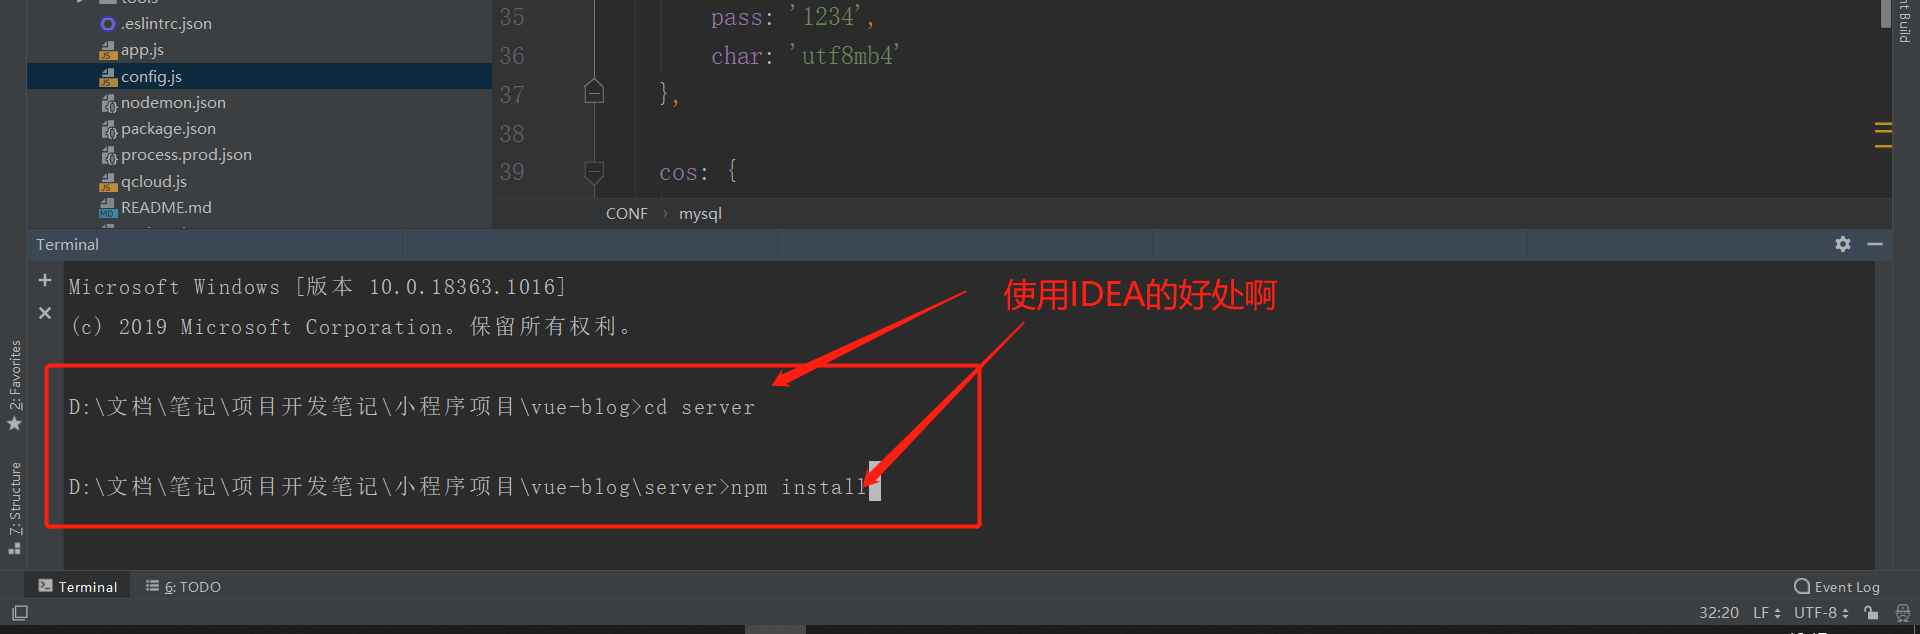 tools
.eslintrc.json
app.js
config.js
nodemon.json
package.json
process.prod.json
qcloud.js
README.md
35 pass: '1234',
36 char: 'utf8mb4'
37 },
38
39 cos: {
CONF › mysql
nt Build
Terminal
Microsoft Windows [版本 10.0.18363.1016]
(c) 2019 Microsoft Corporation。保留所有权利。
使用IDEA的好处啊
D:\文档\笔记\项目开发笔记\小程序项目\vue-blog>cd server
D:\文档\笔记\项目开发笔记\小程序项目\vue-blog\server>npm install
2: Favorites
Z: Structure
Terminal
6: TODO
Event Log
32:20 LF UTF-8